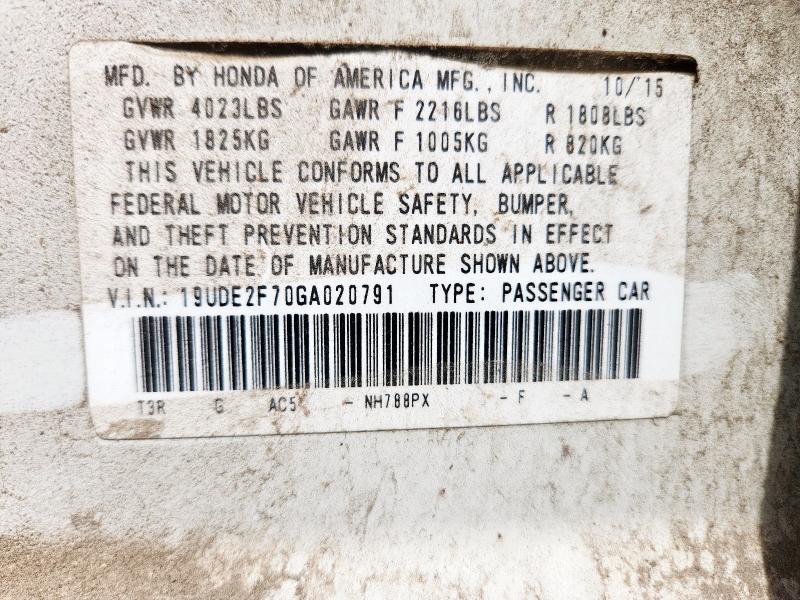 MFD. BY HONDA OF AMERICA MFG., INC. 10/'15
GVWR 4023LBS GAWR F 2216LBS R 1808LBS
GVWR 1825KG GAWR F 1005KG R 820KG
THIS VEHICLE CONFORMS TO ALL APPLICABLE
FEDERAL MOTOR VEHICLE SAFETY, BUMPER,
AND THEFT PREVENTION STANDARDS IN EFFECT
ON THE DATE OF MANUFACTURE SHOWN ABOVE.
V.I.N.: 19UDE2F70GA020791 TYPE: PASSENGER CAR
T3R G AC5 - NH788PX - F - A